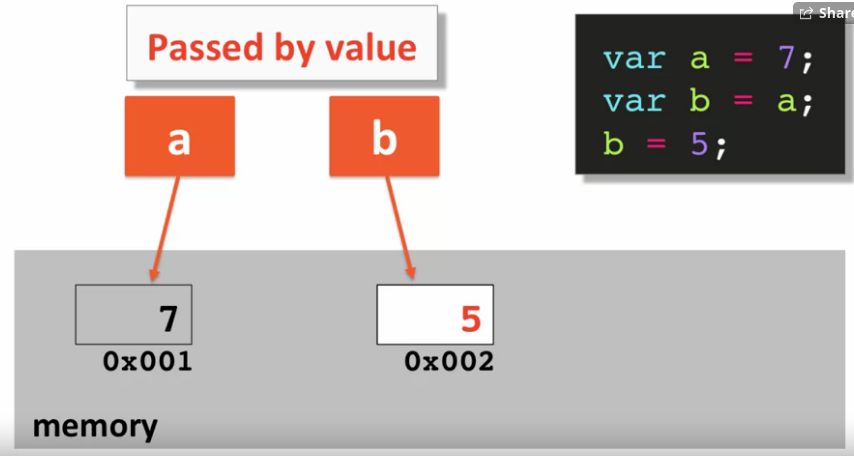 Share
Passed by value
var a = 7;
var b = a;
b = 5;
a
b
7
5
0x001
0x002
memory